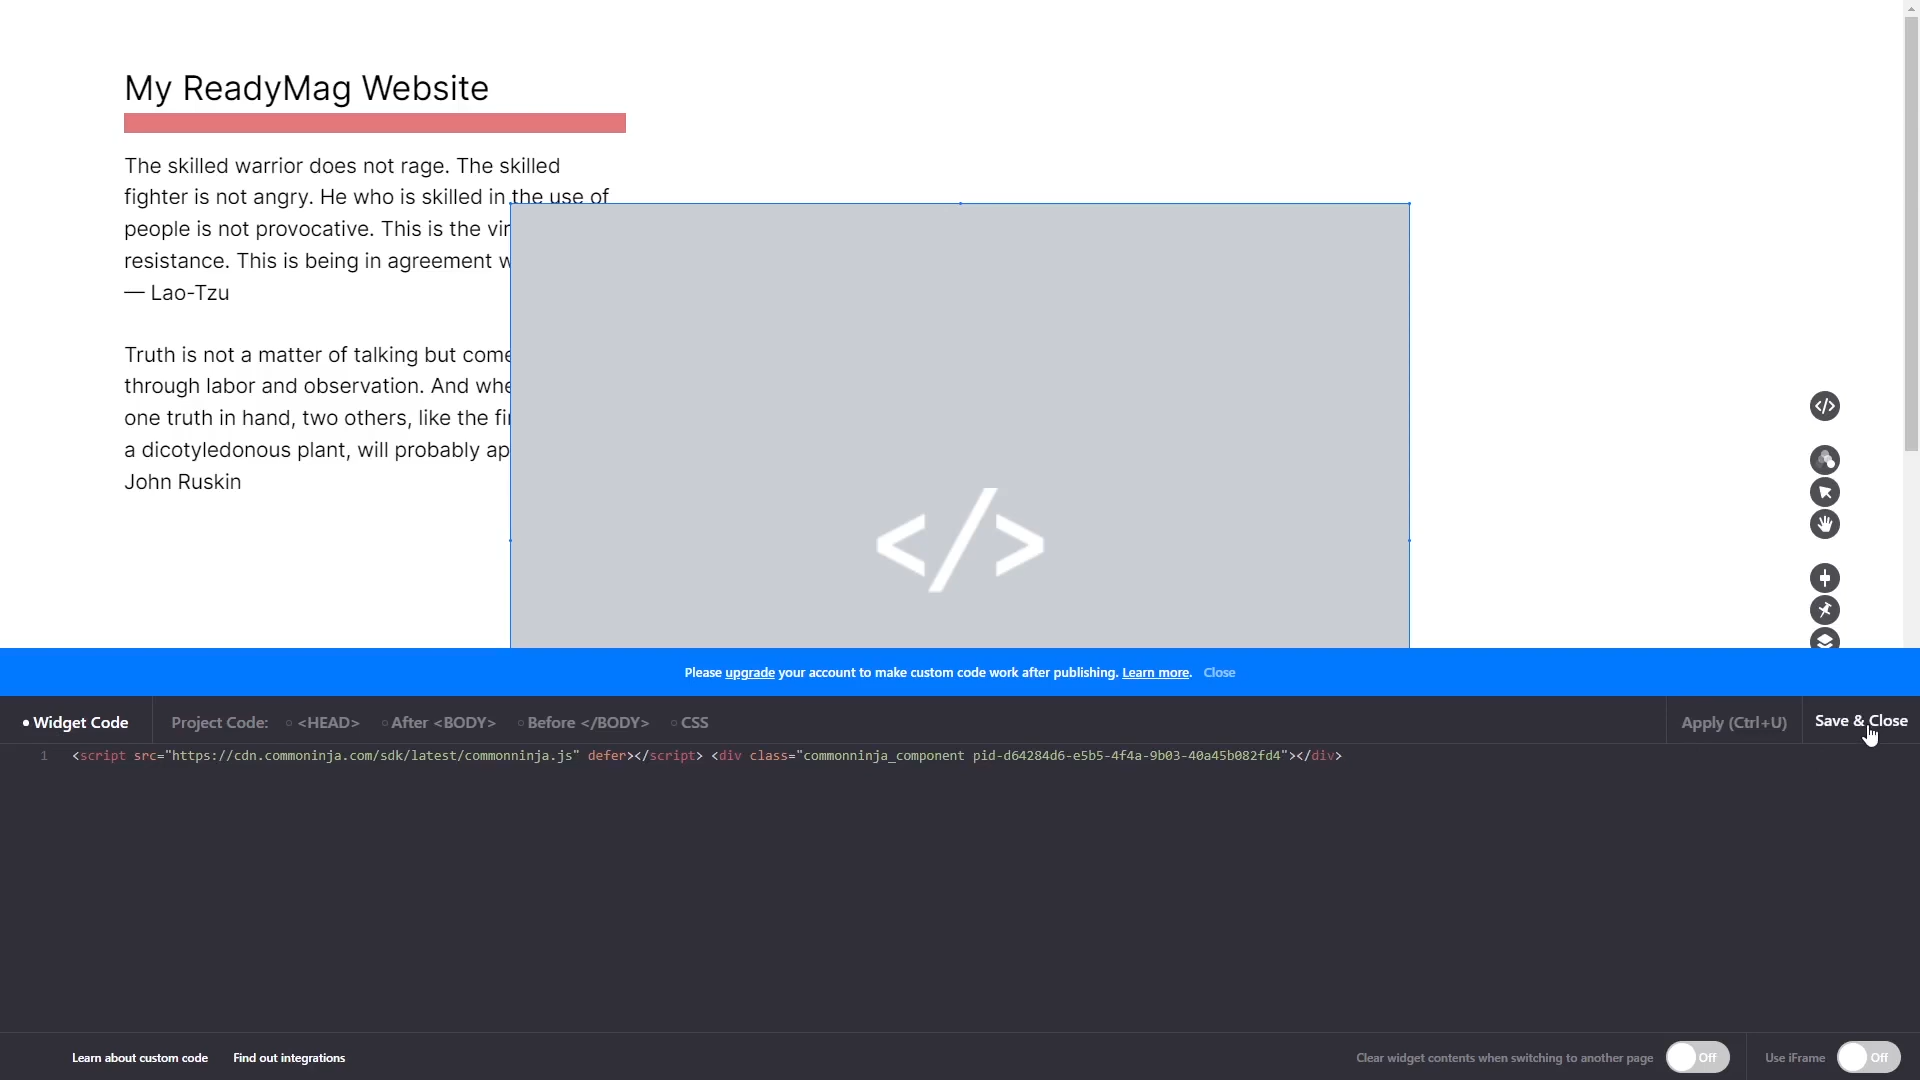 My ReadyMag Website
The skilled warrior does not rage. The skilled
fighter is not angry. He who is skilled in the use of
people is not provocative. This is the vir
resistance. This is being in agreement w
— Lao-Tzu
Truth is not a matter of talking but come
through labor and observation. And whe
one truth in hand, two others, like the fi
a dicotyledonous plant, will probably ap
John Ruskin
</>
Please upgrade your account to make custom code work after publishing. Learn more. Close
Widget Code Project Code: <HEAD> After <BODY> Before </BODY> CSS Apply (Ctrl+U) Save & Close
1 <script src="https://cdn.commoninja.com/sdk/latest/commonninja.js" defer></script> <div class="commonninja_component pid-d64284d6-e5b5-4f4a-9b03-40a45b082fd4"></div>
Learn about custom code Find out integrations Clear widget contents when switching to another page Off Use iFrame Off